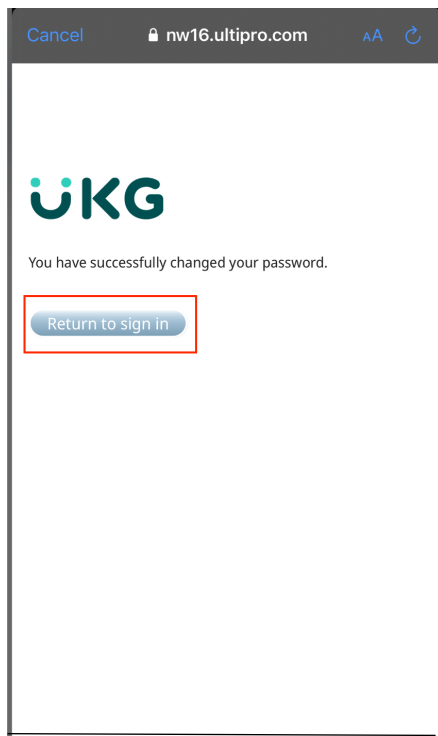 Cancel nw16.ultipro.com AA
UKG
You have successfully changed your password.
Return to sign in